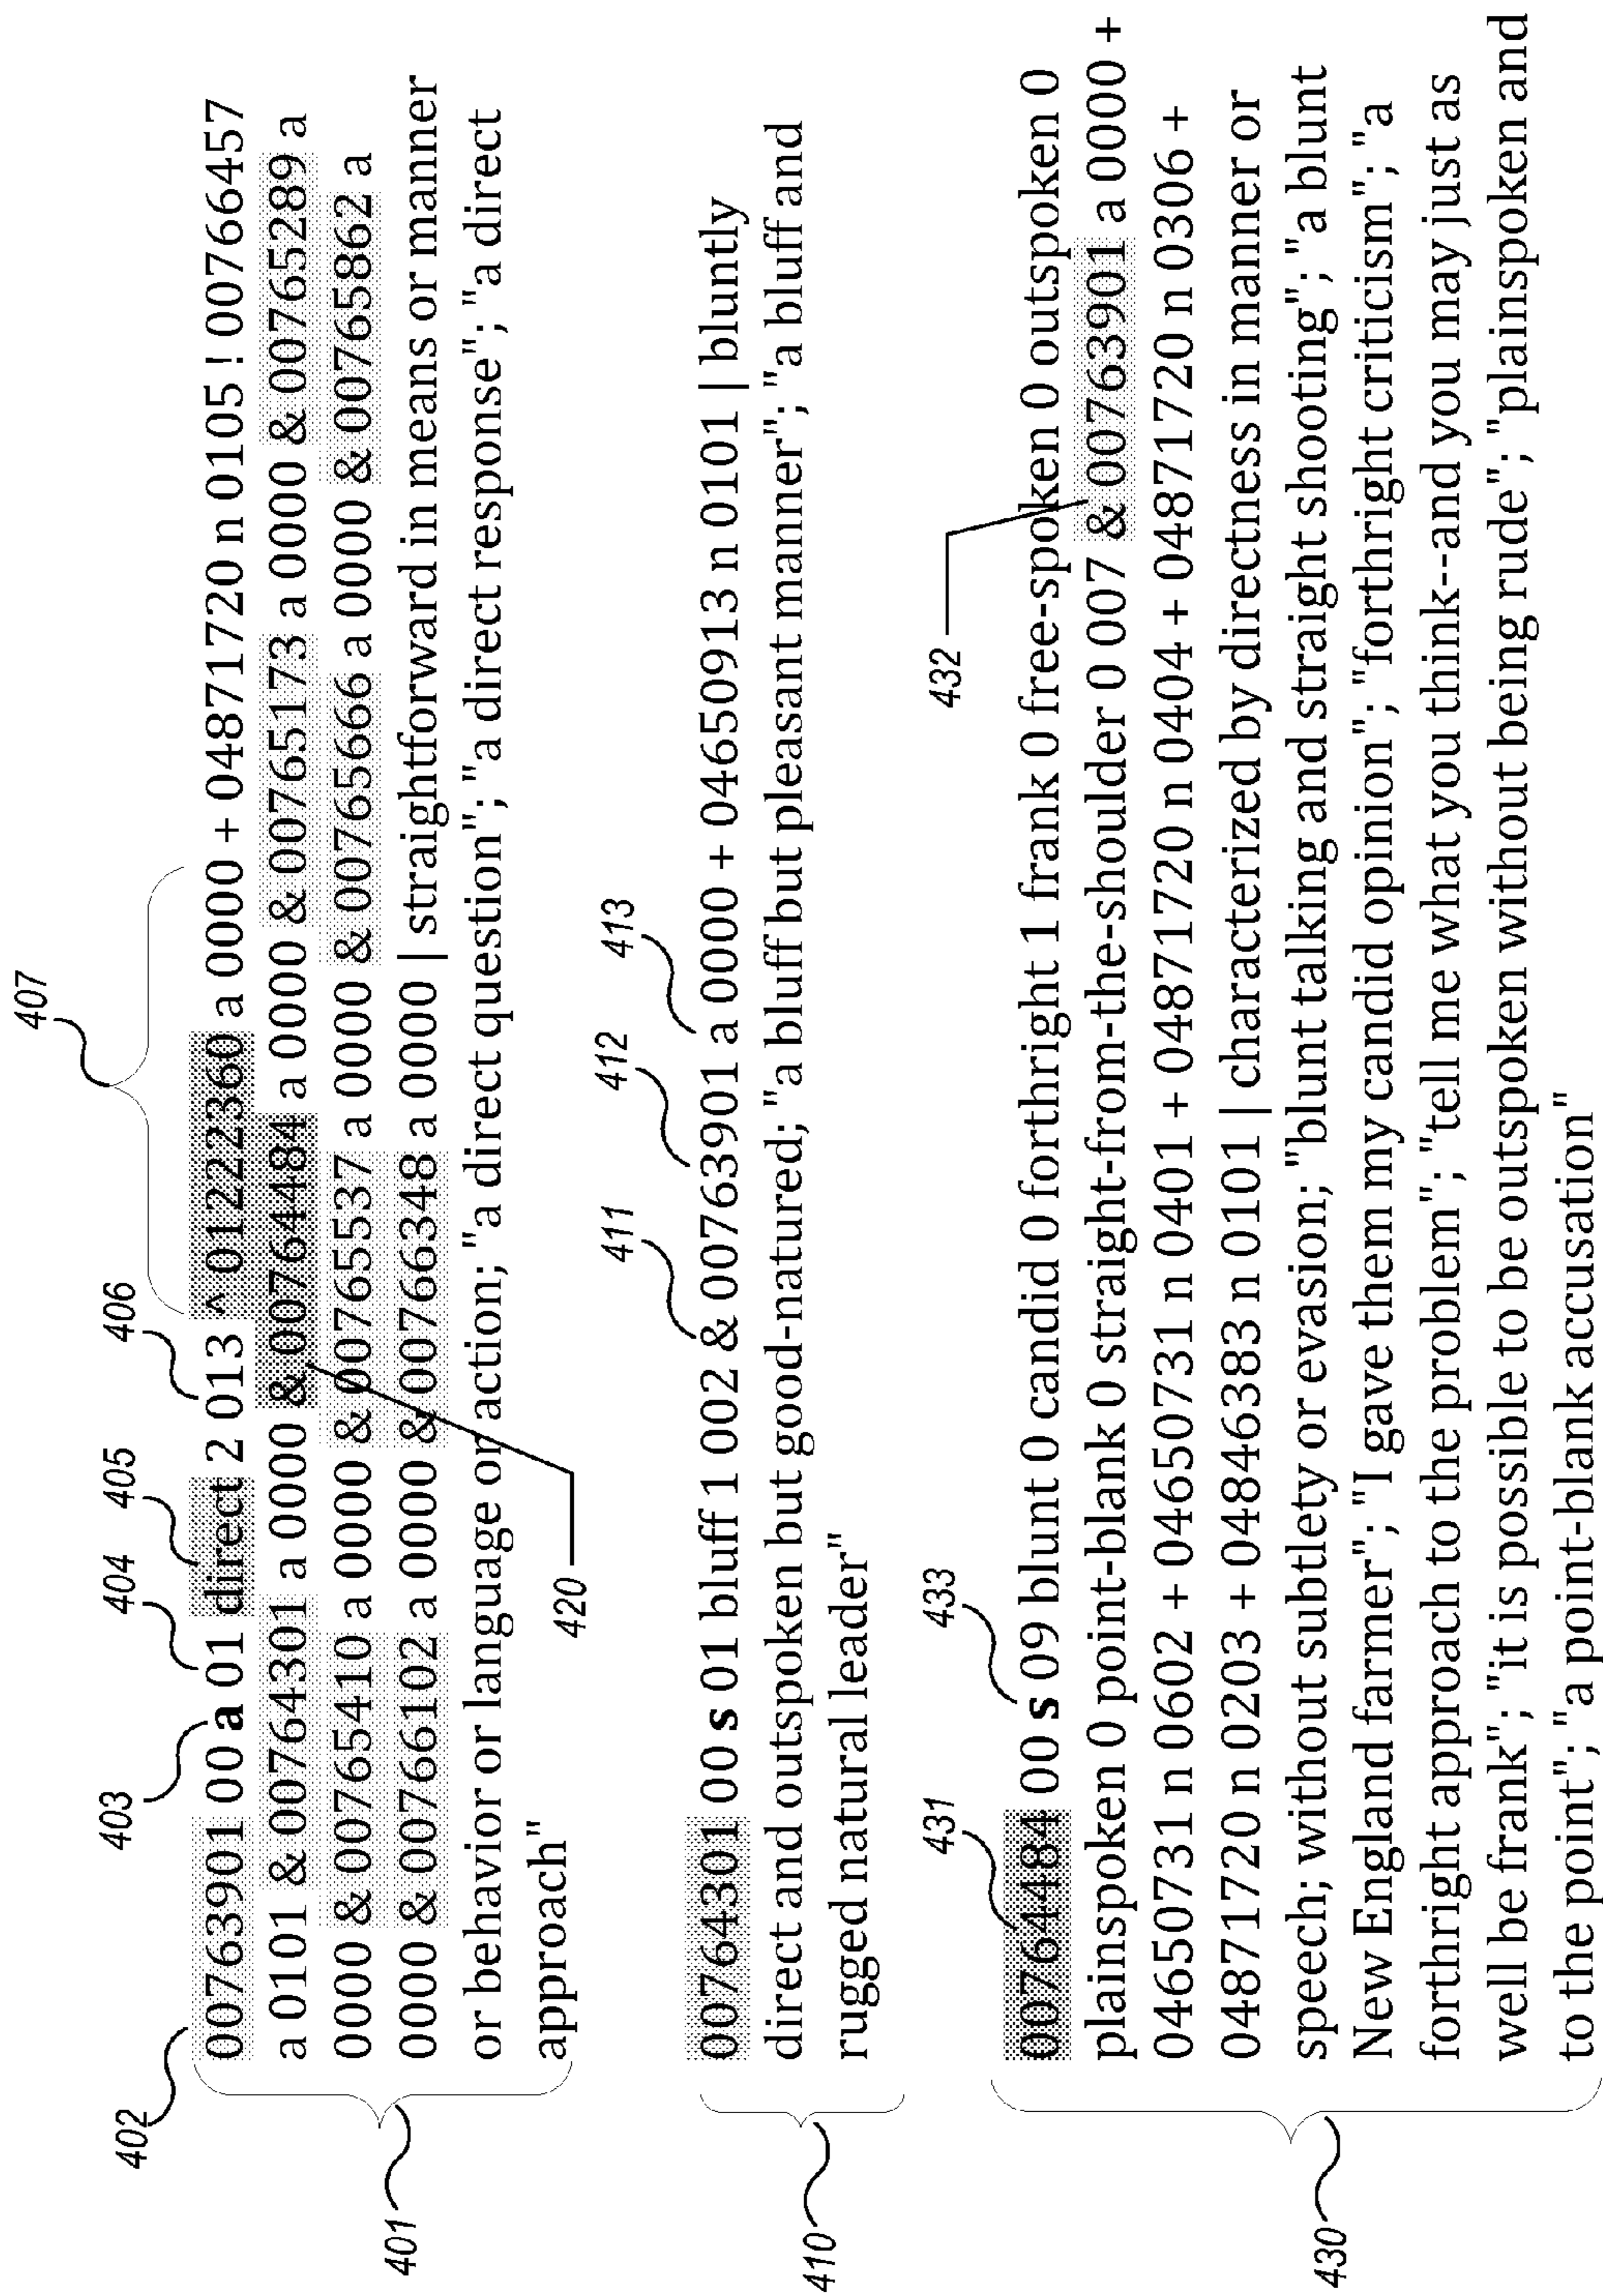 407
402 403 404 405 406
00763901 00 a 01 direct 2 013 ^ 01222360 a 0000 + 04871720 n 0105 ! 00766457
a 0101 & 00764301 a 0000 & 00764484 a 0000 & 00765173 a 0000 & 00765289 a
0000 & 00765410 a 0000 & 00765537 a 0000 & 00765666 a 0000 & 00765862 a
0000 & 00766102 a 0000 & 00766348 a 0000 | straightforward in means or manner
or behavior or language or action; "a direct question"; "a direct response"; "a direct
approach"
401
420
411 412 413
00764301 00 s 01 bluff 1 002 & 00763901 a 0000 + 04650913 n 0101 | bluntly
direct and outspoken but good-natured; "a bluff but pleasant manner"; "a bluff and
rugged natural leader"
410
431 433 432
00764484 00 s 09 blunt 0 candid 0 forthright 1 frank 0 free-spoken 0 outspoken 0
plainspoken 0 point-blank 0 straight-from-the-shoulder 0 007 & 00763901 a 0000 +
04650731 n 0602 + 04650731 n 0401 + 04871720 n 0404 + 04871720 n 0306 +
04871720 n 0203 + 04846383 n 0101 | characterized by directness in manner or
speech; without subtlety or evasion; "blunt talking and straight shooting"; "a blunt
New England farmer"; "I gave them my candid opinion"; "forthright criticism"; "a
forthright approach to the problem"; "tell me what you think--and you may just as
well be frank"; "it is possible to be outspoken without being rude"; "plainspoken and
to the point"; "a point-blank accusation"
430